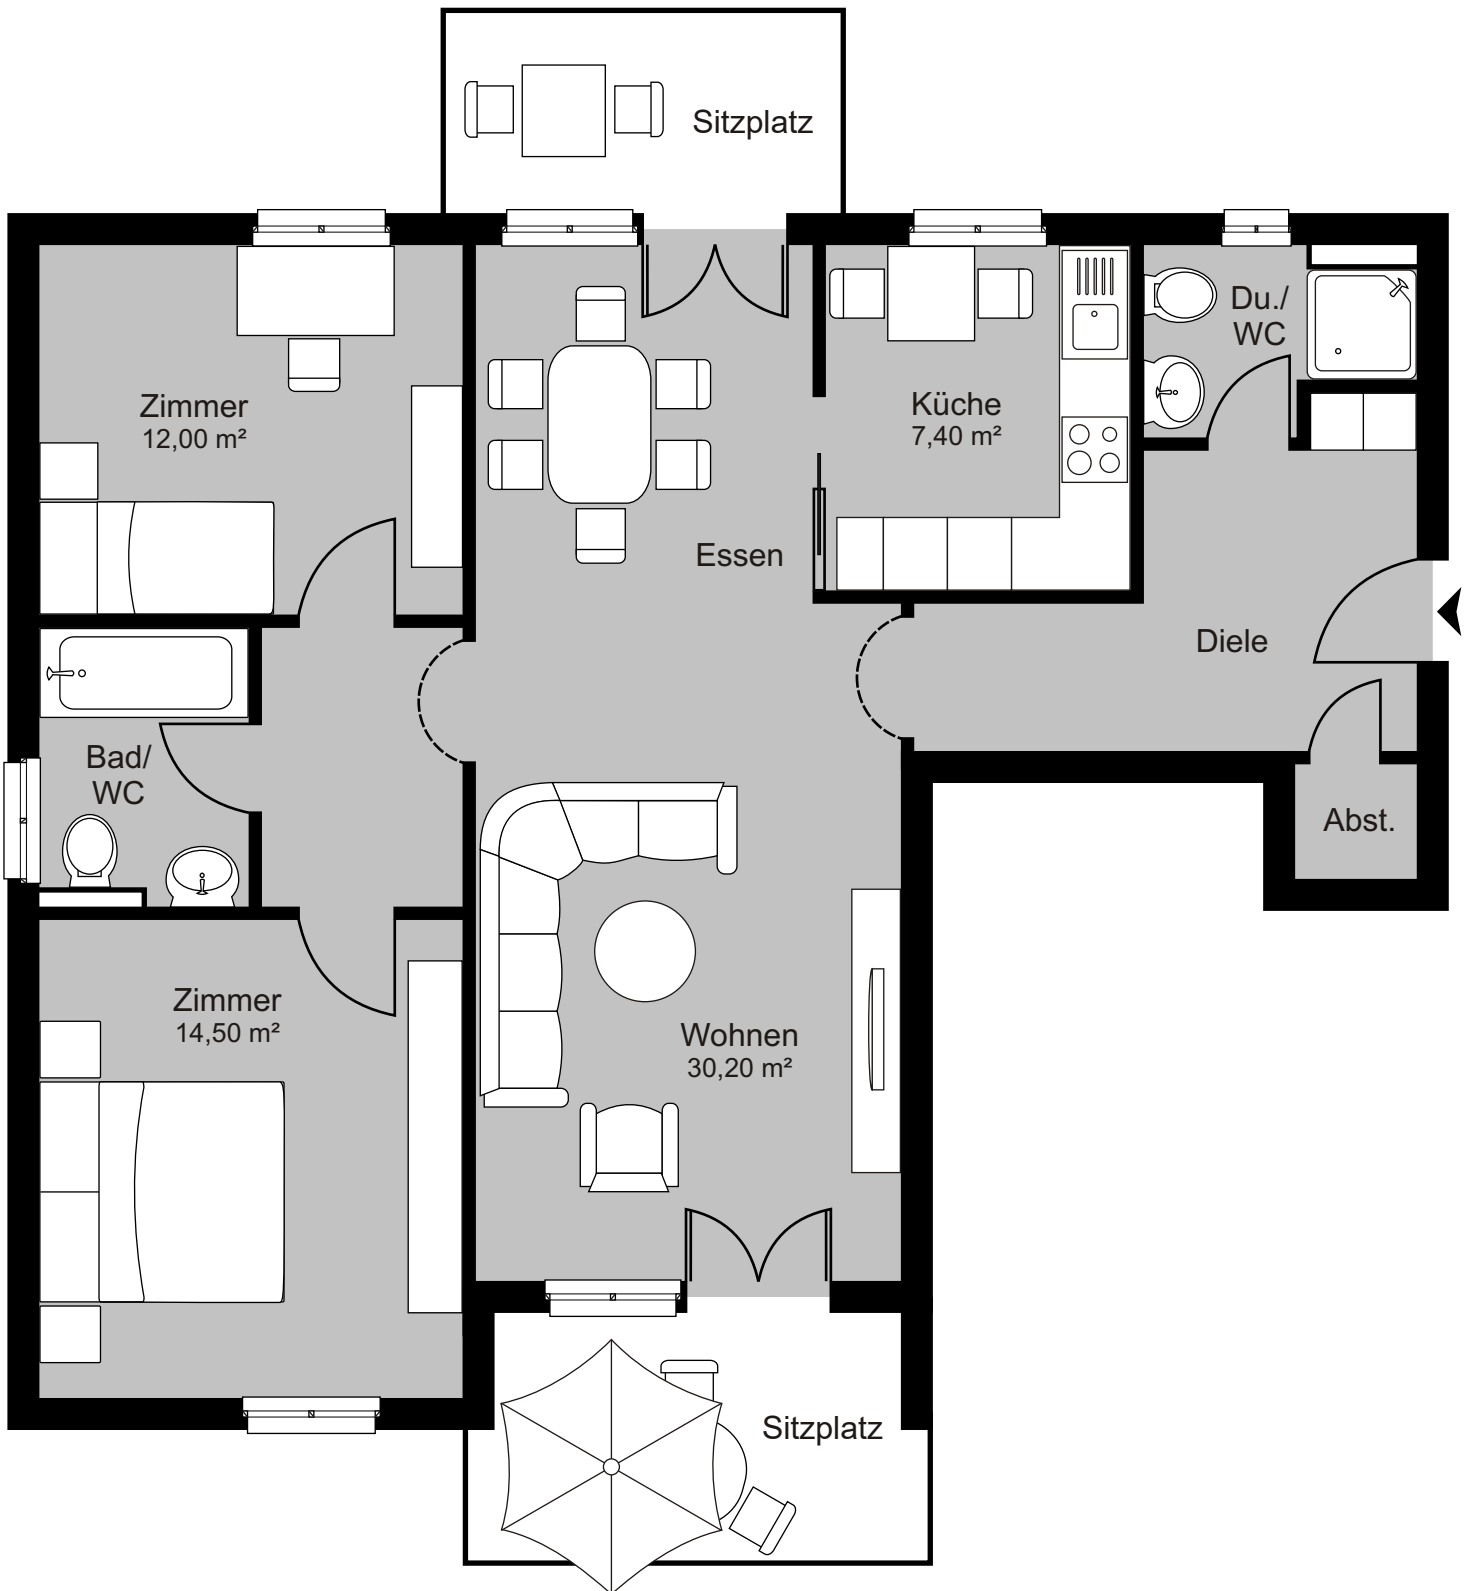 Sitzplatz
Zimmer
12,00 m²
Essen
Küche
7,40 m²
Du./
WC
Diele
Bad/
WC
Abst.
Zimmer
14,50 m²
Wohnen
30,20 m²
Sitzplatz